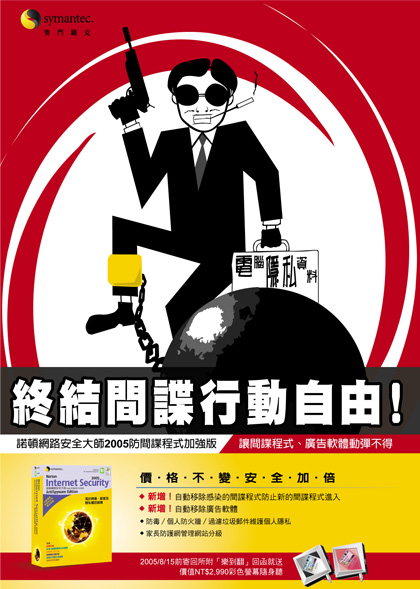 symantec.
賽門鐵克
電腦隱私資料
終結間諜行動自由！
諾頓網路安全大師2005防間諜程式加強版
讓間諜程式、廣告軟體動彈不得
symantec.
Norton
Internet Security
2005
AntiSpyware Edition
價・格・不・變・安・全・加・倍
◆ 新增！自動移除感染的間諜程式防止新的間諜程式進入
◆ 新增！自動移除廣告軟體
・防毒 / 個人防火牆 / 過濾垃圾郵件維護個人隱私
・家長防護網管理網站分級
2005/8/15前寄回所附「樂到翻」回函就送
價值NT$2,990彩色螢幕隨身聽